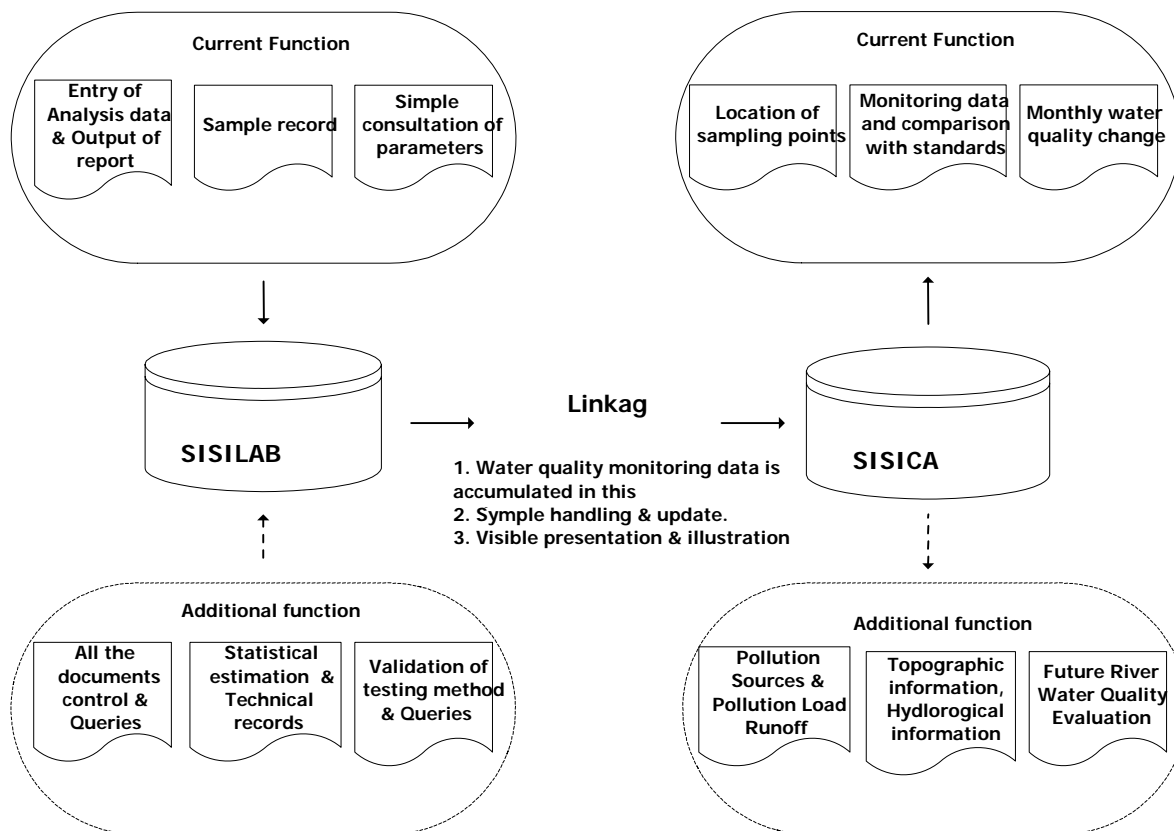 Current Function
Entry of
Analysis data
& Output of
report
Sample record
Simple
consultation of
parameters
Current Function
Location of
sampling points
Monitoring data
and comparison
with standards
Monthly water
quality change
SISILAB
Linkag
1. Water quality monitoring data is
accumulated in this
2. Symple handling & update.
3. Visible presentation & illustration
SISICA
Additional function
All the
documents
control &
Queries
Statistical
estimation &
Technical
records
Validation of
testing method
& Queries
Additional function
Pollution
Sources &
Pollution Load
Runoff
Topographic
information,
Hydlorogical
information
Future River
Water Quality
Evaluation